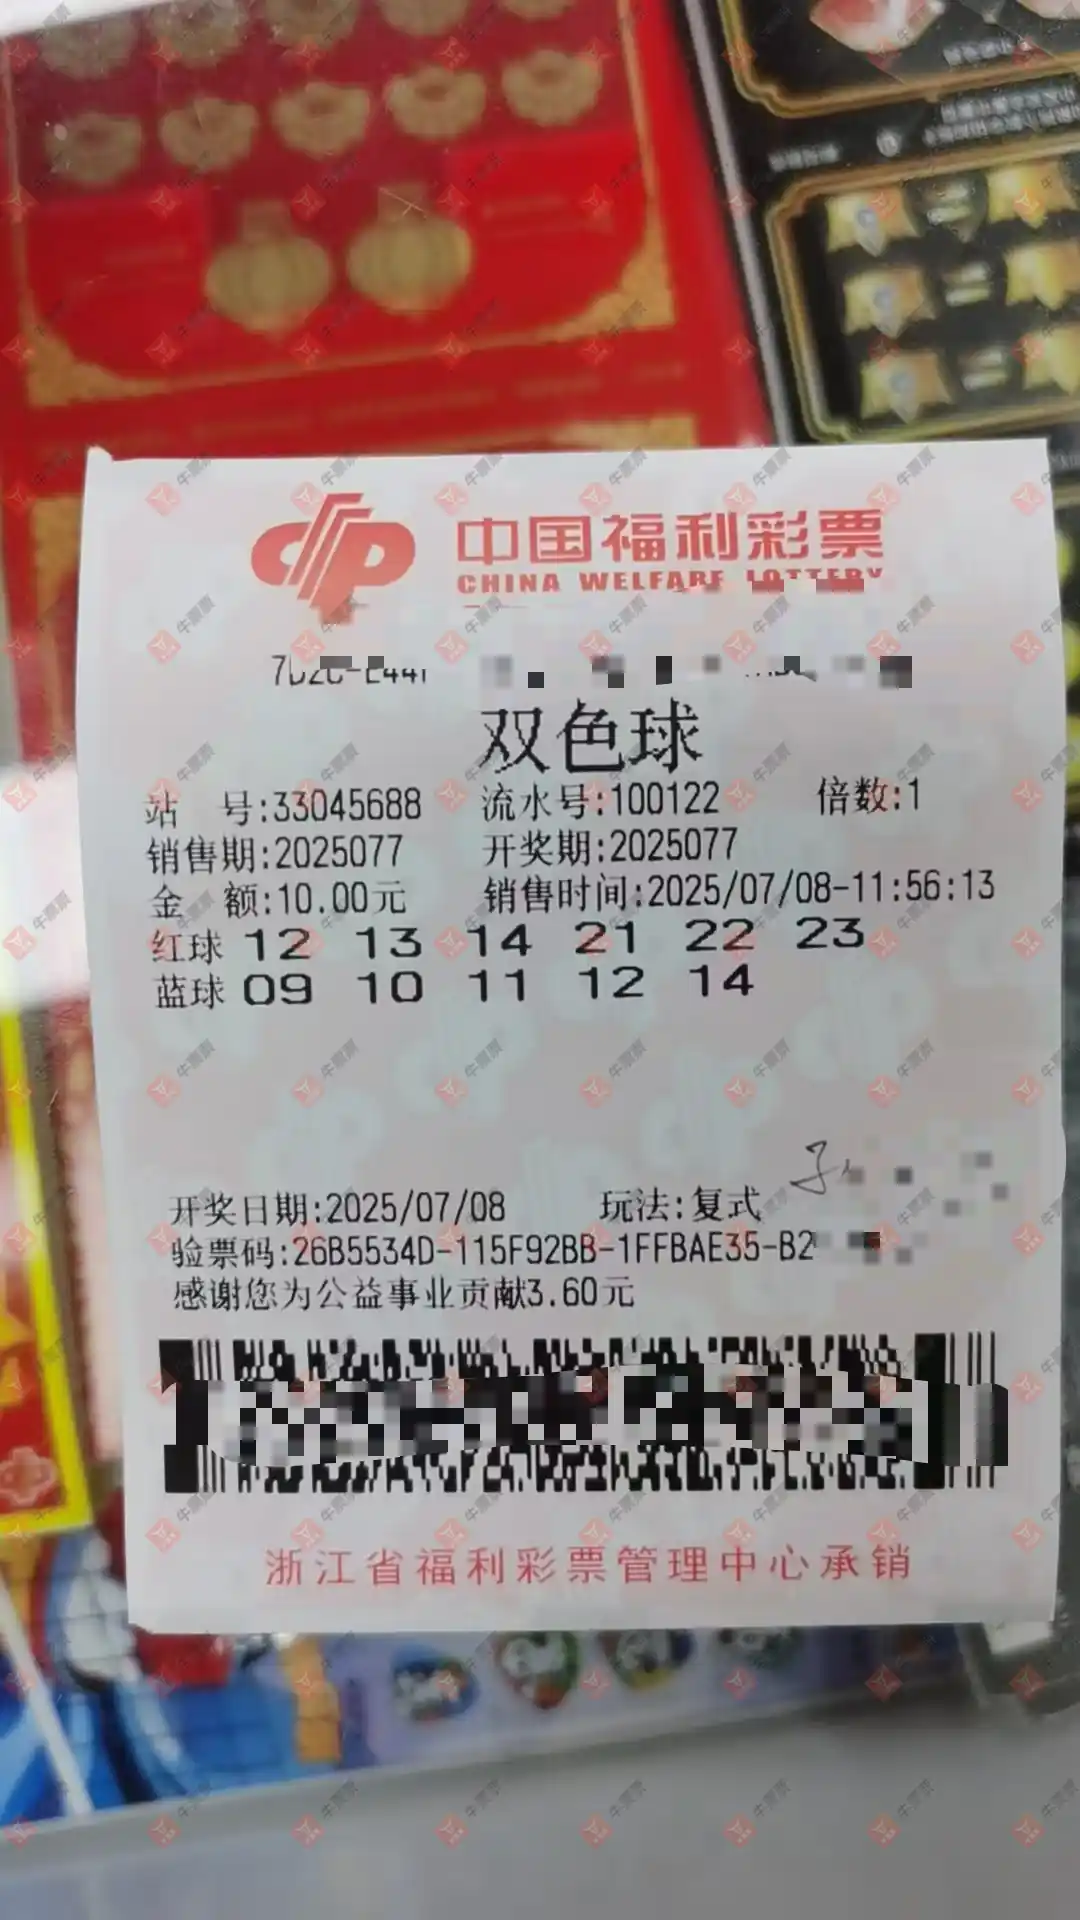 中国福利彩票
CHINA WELFARE LOTTERY
双色球
站 号:33045688 流水号:100122 倍数:1
销售期:2025077 开奖期:2025077
金 额:10.00元 销售时间:2025/07/08-11:56:13
红球 12 13 14 21 22 23
蓝球 09 10 11 12 14
开奖日期:2025/07/08 玩法:复式
验票码:26B5534D-115F92BB-1FFBAE35-B2
感谢您为公益事业贡献3.60元
浙江省福利彩票管理中心承销
牛票票